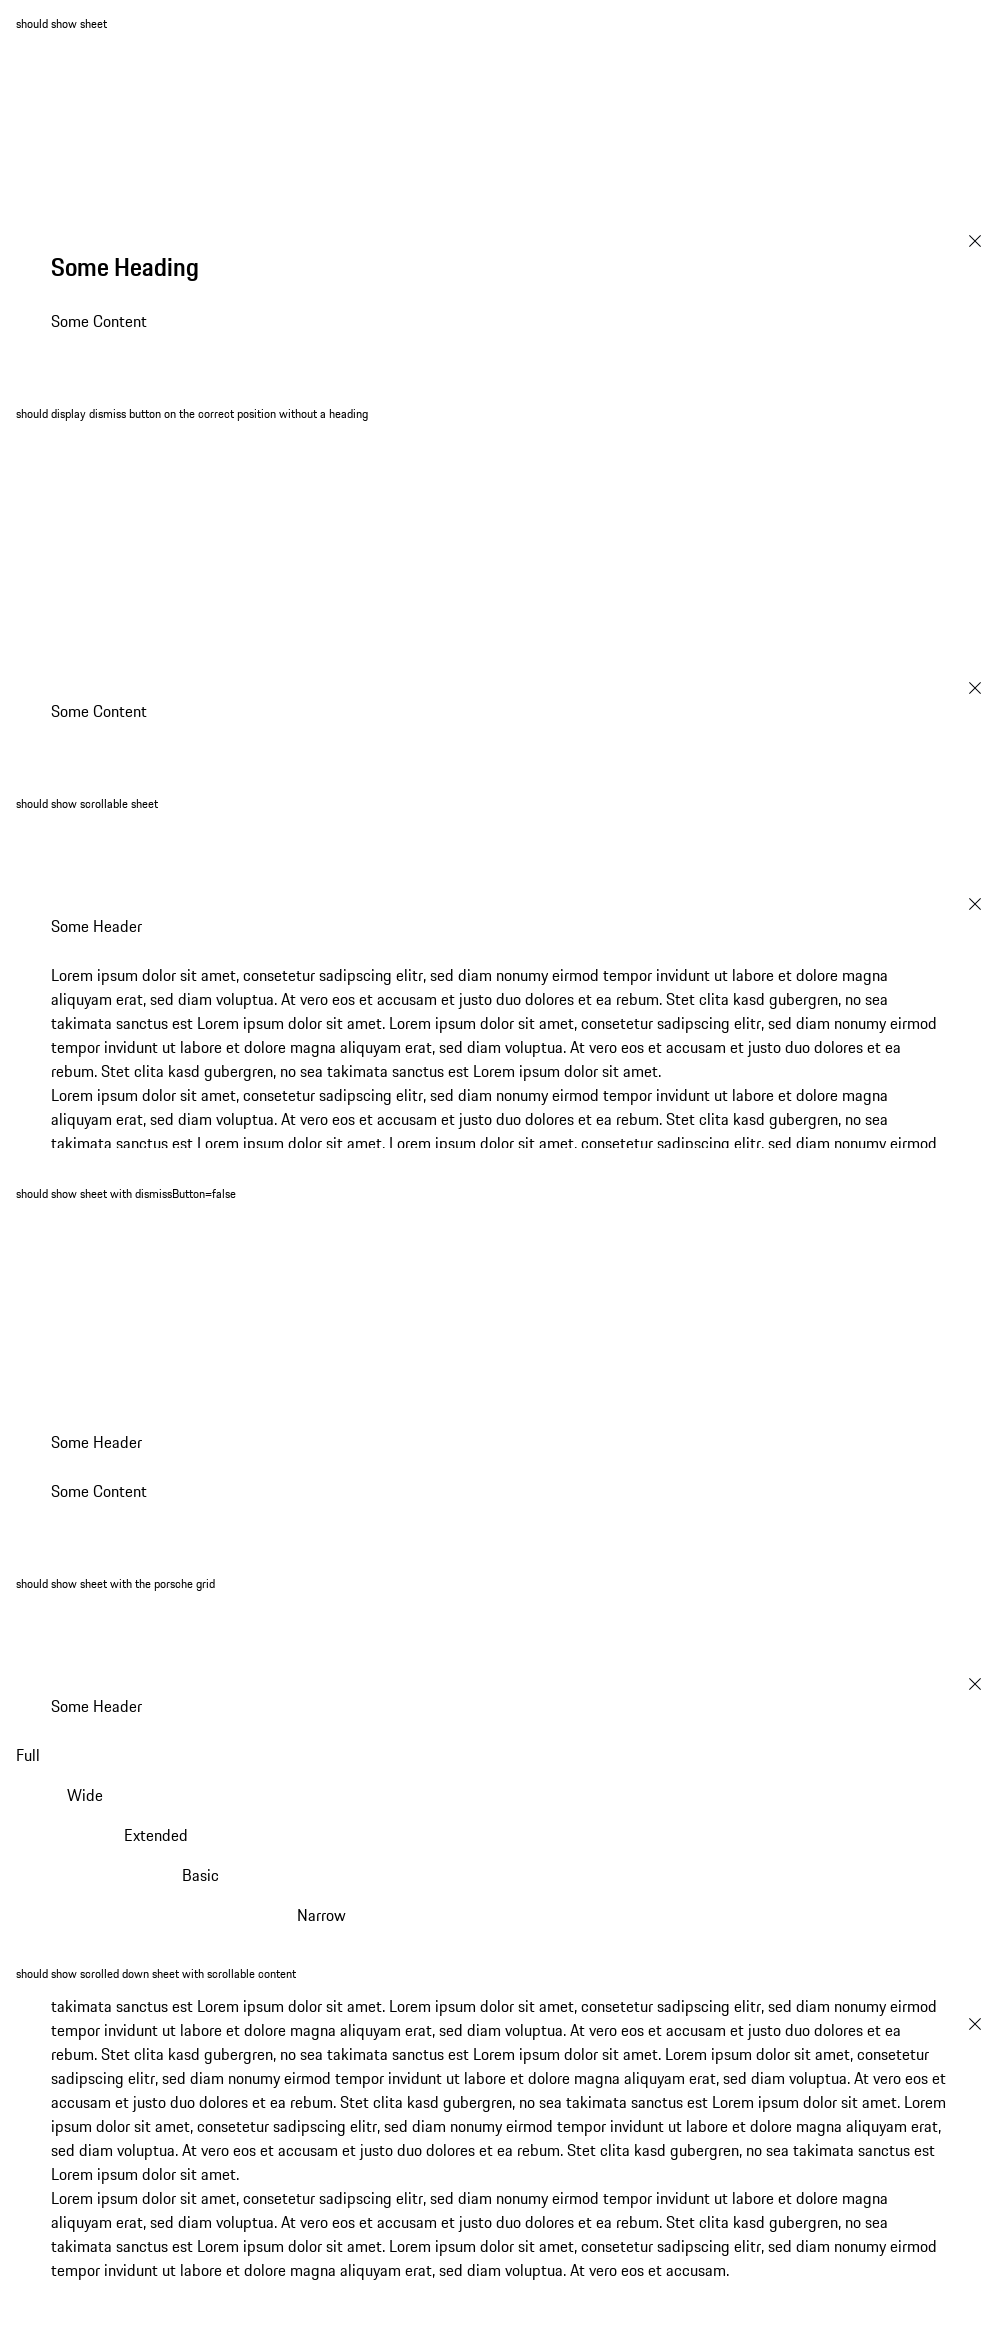 should show sheet
Some Heading
Some Content
should display dismiss button on the correct position without a heading
Some Content
should show scrollable sheet
Some Header
Lorem ipsum dolor sit amet, consetetur sadipscing elitr, sed diam nonumy eirmod tempor invidunt ut labore et dolore magna
aliquyam erat, sed diam voluptua. At vero eos et accusam et justo duo dolores et ea rebum. Stet clita kasd gubergren, no sea
takimata sanctus est Lorem ipsum dolor sit amet. Lorem ipsum dolor sit amet, consetetur sadipscing elitr, sed diam nonumy eirmod
tempor invidunt ut labore et dolore magna aliquyam erat, sed diam voluptua. At vero eos et accusam et justo duo dolores et ea
rebum. Stet clita kasd gubergren, no sea takimata sanctus est Lorem ipsum dolor sit amet.
Lorem ipsum dolor sit amet, consetetur sadipscing elitr, sed diam nonumy eirmod tempor invidunt ut labore et dolore magna
aliquyam erat, sed diam voluptua. At vero eos et accusam et justo duo dolores et ea rebum. Stet clita kasd gubergren, no sea
takimata sanctus est Lorem ipsum dolor sit amet. Lorem ipsum dolor sit amet, consetetur sadipscing elitr, sed diam nonumy eirmod
should show sheet with dismissButton=false
Some Header
Some Content
should show sheet with the porsche grid
Some Header
Full
Wide
Extended
Basic
Narrow
should show scrolled down sheet with scrollable content
takimata sanctus est Lorem ipsum dolor sit amet. Lorem ipsum dolor sit amet, consetetur sadipscing elitr, sed diam nonumy eirmod
tempor invidunt ut labore et dolore magna aliquyam erat, sed diam voluptua. At vero eos et accusam et justo duo dolores et ea
rebum. Stet clita kasd gubergren, no sea takimata sanctus est Lorem ipsum dolor sit amet. Lorem ipsum dolor sit amet, consetetur
sadipscing elitr, sed diam nonumy eirmod tempor invidunt ut labore et dolore magna aliquyam erat, sed diam voluptua. At vero eos et
accusam et justo duo dolores et ea rebum. Stet clita kasd gubergren, no sea takimata sanctus est Lorem ipsum dolor sit amet. Lorem
ipsum dolor sit amet, consetetur sadipscing elitr, sed diam nonumy eirmod tempor invidunt ut labore et dolore magna aliquyam erat,
sed diam voluptua. At vero eos et accusam et justo duo dolores et ea rebum. Stet clita kasd gubergren, no sea takimata sanctus est
Lorem ipsum dolor sit amet.
Lorem ipsum dolor sit amet, consetetur sadipscing elitr, sed diam nonumy eirmod tempor invidunt ut labore et dolore magna
aliquyam erat, sed diam voluptua. At vero eos et accusam et justo duo dolores et ea rebum. Stet clita kasd gubergren, no sea
takimata sanctus est Lorem ipsum dolor sit amet. Lorem ipsum dolor sit amet, consetetur sadipscing elitr, sed diam nonumy eirmod
tempor invidunt ut labore et dolore magna aliquyam erat, sed diam voluptua. At vero eos et accusam.